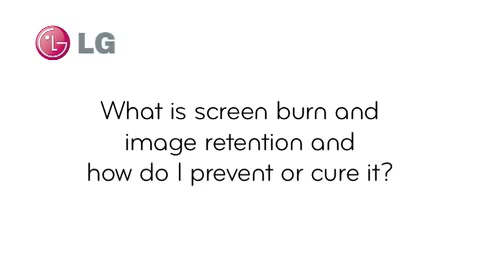 LG
What is screen burn and
image retention and
how do I prevent or cure it?